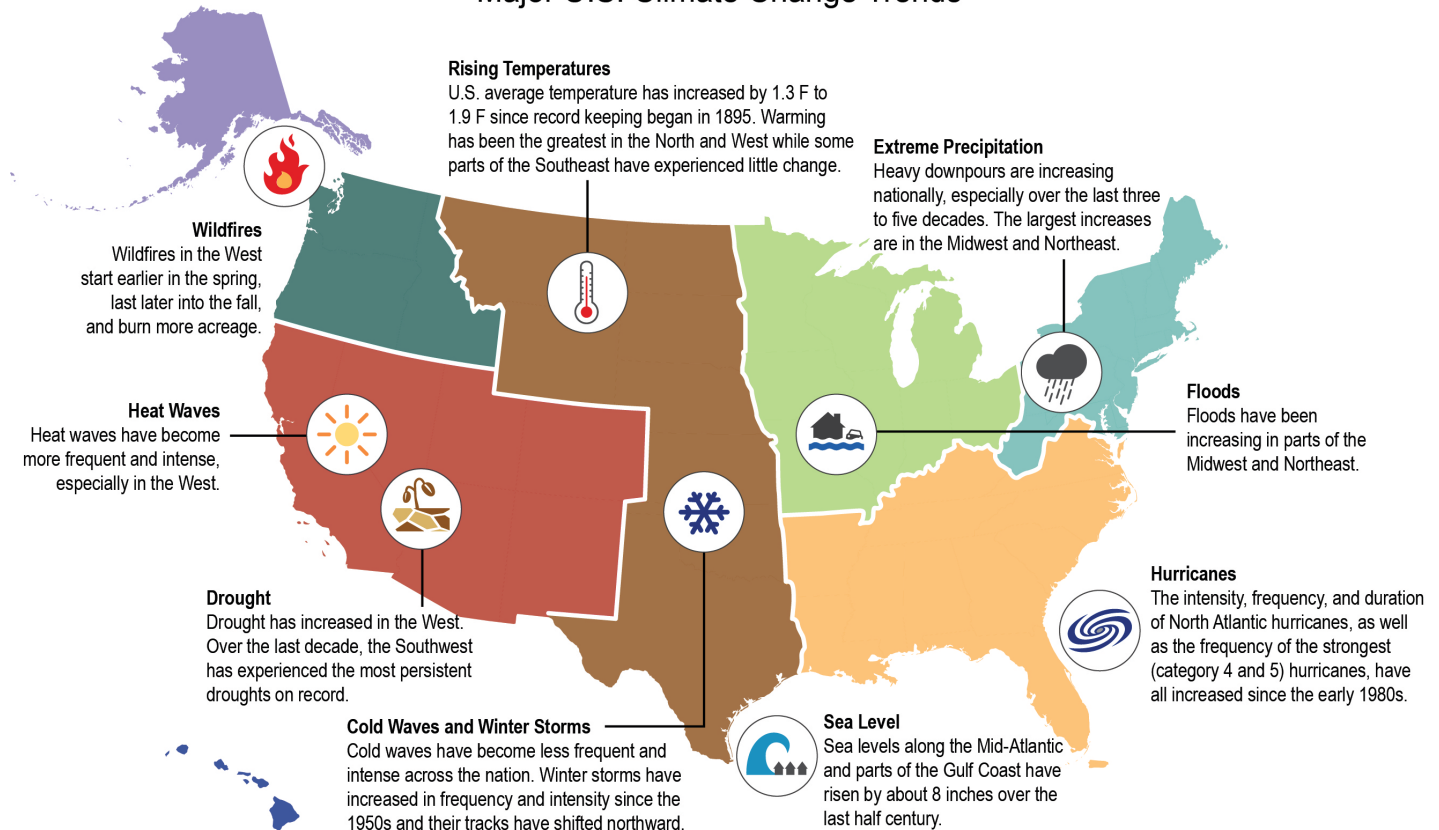 Major U.S. Climate Change Trends
Rising Temperatures
U.S. average temperature has increased by 1.3 F to
1.9 F since record keeping began in 1895. Warming
has been the greatest in the North and West while some
parts of the Southeast have experienced little change.
Extreme Precipitation
Heavy downpours are increasing
nationally, especially over the last three
to five decades. The largest increases
are in the Midwest and Northeast.
Wildfires
Wildfires in the West
start earlier in the spring,
last later into the fall,
and burn more acreage.
Heat Waves
Heat waves have become
more frequent and intense,
especially in the West.
Floods
Floods have been
increasing in parts of the
Midwest and Northeast.
Drought
Drought has increased in the West.
Over the last decade, the Southwest
has experienced the most persistent
droughts on record.
Hurricanes
The intensity, frequency, and duration
of North Atlantic hurricanes, as well
as the frequency of the strongest
(category 4 and 5) hurricanes, have
all increased since the early 1980s.
Cold Waves and Winter Storms
Cold waves have become less frequent and
intense across the nation. Winter storms have
increased in frequency and intensity since the
1950s and their tracks have shifted northward.
Sea Level
Sea levels along the Mid-Atlantic
and parts of the Gulf Coast have
risen by about 8 inches over the
last half century.